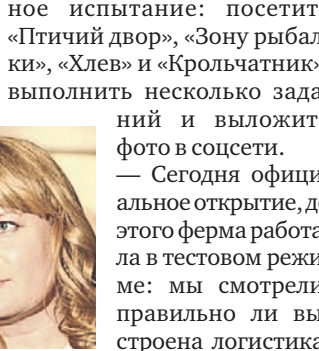 ное испытание: посетит
«Птичий двор», «Зону рыбал
ки», «Хлев» и «Крольчатник»
выполнить несколько зада
ний и выложит
фото в соцсети.
— Сегодня офици
альное открытие, до
этого ферма работа
ла в тестовом режи
ме: мы смотрели
правильно ли вы
строена логистика